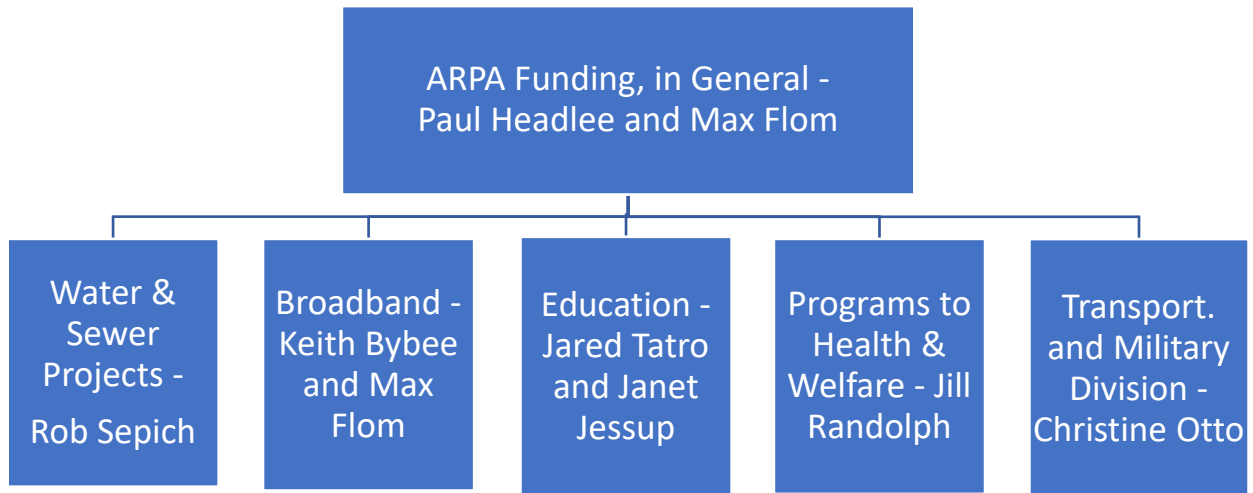 ARPA Funding, in General -
Paul Headlee and Max Flom
Water &
Sewer
Projects -
Rob Sepich
Broadband -
Keith Bybee
and Max
Flom
Education -
Jared Tatro
and Janet
Jessup
Programs to
Health &
Welfare - Jill
Randolph
Transport.
and Military
Division -
Christine Otto